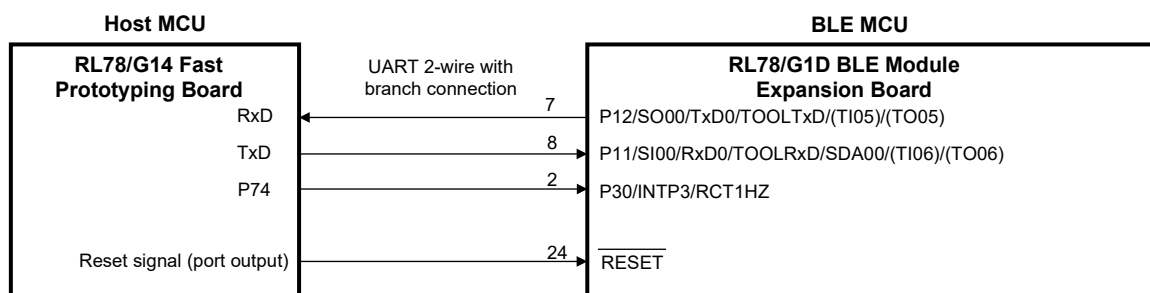 Host MCU
BLE MCU
RL78/G14 Fast
Prototyping Board
UART 2-wire with
branch connection
RL78/G1D BLE Module
Expansion Board
RxD
7
P12/SO00/TxD0/TOOLTxD/(TI05)/(TO05)
TxD
8
P11/SI00/RxD0/TOOLRxD/SDA00/(TI06)/(TO06)
P74
2
P30/INTP3/RCT1HZ
Reset signal (port output)
24
RESET